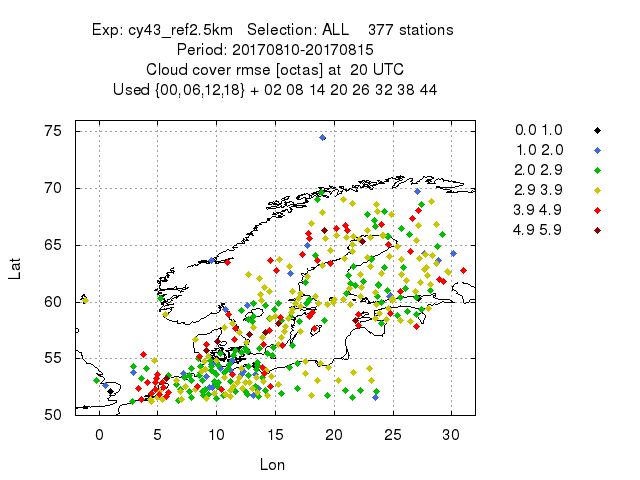 Exp: cy43_ref2.5km   Selection: ALL    377 stations
Period: 20170810-20170815
Cloud cover rmse [octas] at  20 UTC
Used {00,06,12,18} + 02 08 14 20 26 32 38 44
75
70
65
60
55
50
Lat
0 5 10 15 20 25 30
Lon
0.0 1.0
1.0 2.0
2.0 2.9
2.9 3.9
3.9 4.9
4.9 5.9